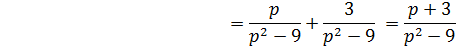 = p/(p² − 9) + 3/(p² − 9) = (p + 3)/(p² − 9)